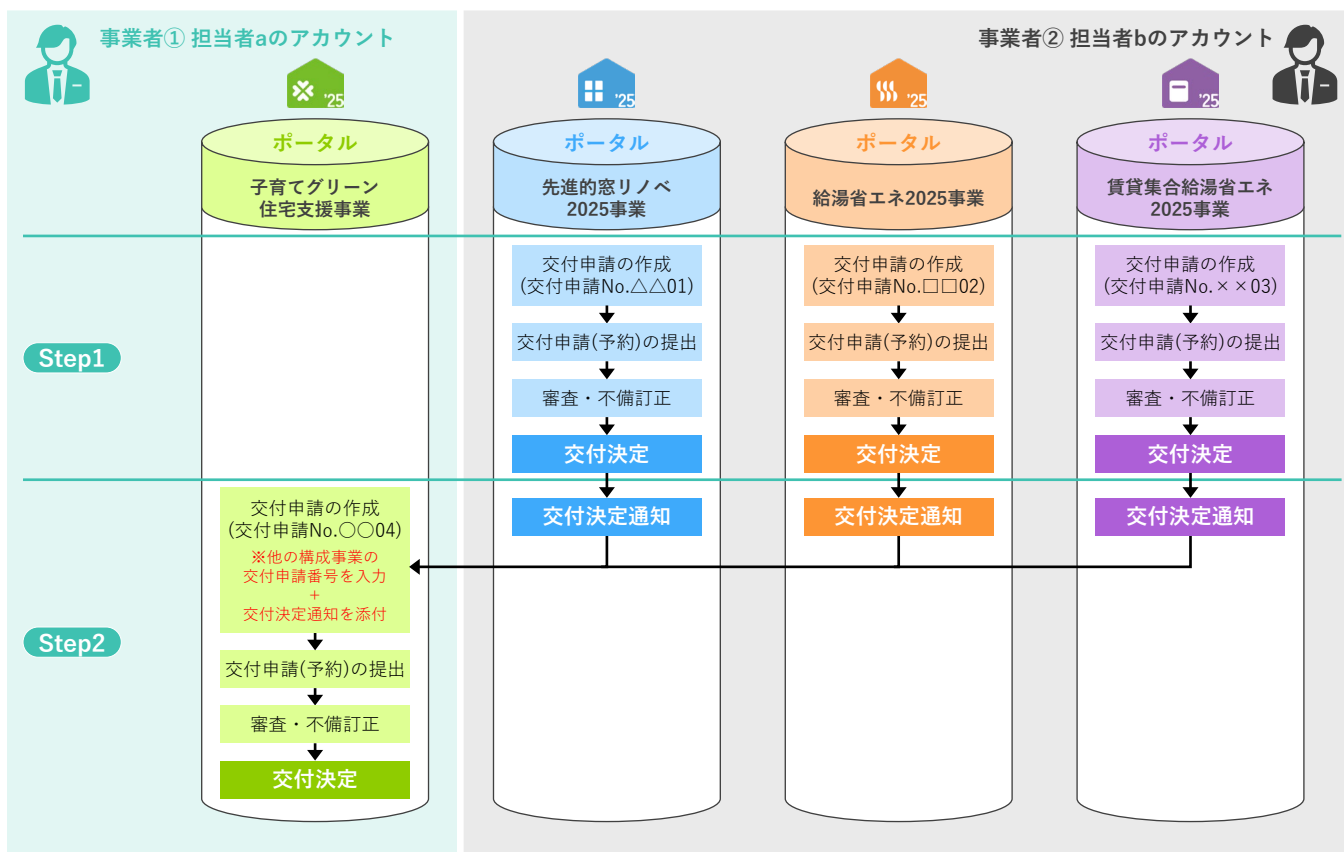 事業者① 担当者aのアカウント
事業者② 担当者bのアカウント
'25
'25
'25
'25
ポータル
子育てグリーン
住宅支援事業
ポータル
先進的窓リノベ
2025事業
ポータル
給湯省エネ2025事業
ポータル
賃貸集合給湯省エネ
2025事業
Step1
交付申請の作成
(交付申請No.△△01)
交付申請(予約)の提出
審査・不備訂正
交付決定
交付申請の作成
(交付申請No.□□02)
交付申請(予約)の提出
審査・不備訂正
交付決定
交付申請の作成
(交付申請No.××03)
交付申請(予約)の提出
審査・不備訂正
交付決定
Step2
交付申請の作成
(交付申請No.○○04)
※他の構成事業の
交付申請番号を入力
+
交付決定通知を添付
交付申請(予約)の提出
審査・不備訂正
交付決定
交付決定通知
交付決定通知
交付決定通知